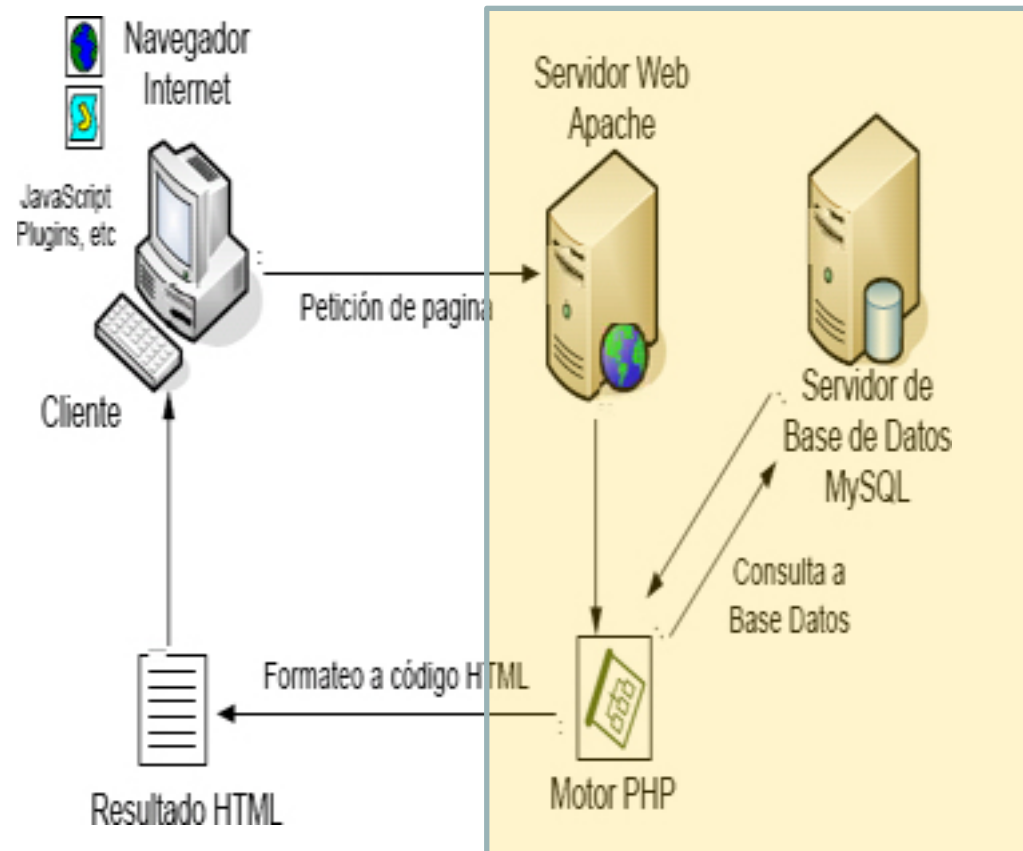 Navegador
Internet
JavaScript
Plugins, etc
Cliente
Petición de pagina
Servidor Web
Apache
Servidor de
Base de Datos
MySQL
Consulta a
Base Datos
Formateo a código HTML
Motor PHP
Resultado HTML